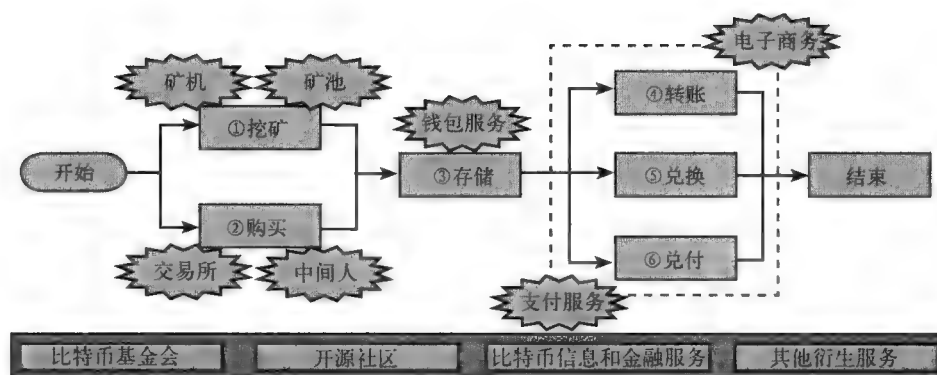 电子商务
矿机
矿池
④转账
①挖矿
钱包服务
开始
③存储
⑤兑换
结束
②购买
交易所
中间人
⑥兑付
支付服务
比特币基金会
开源社区
比特币信息和金融服务
其他衍生服务